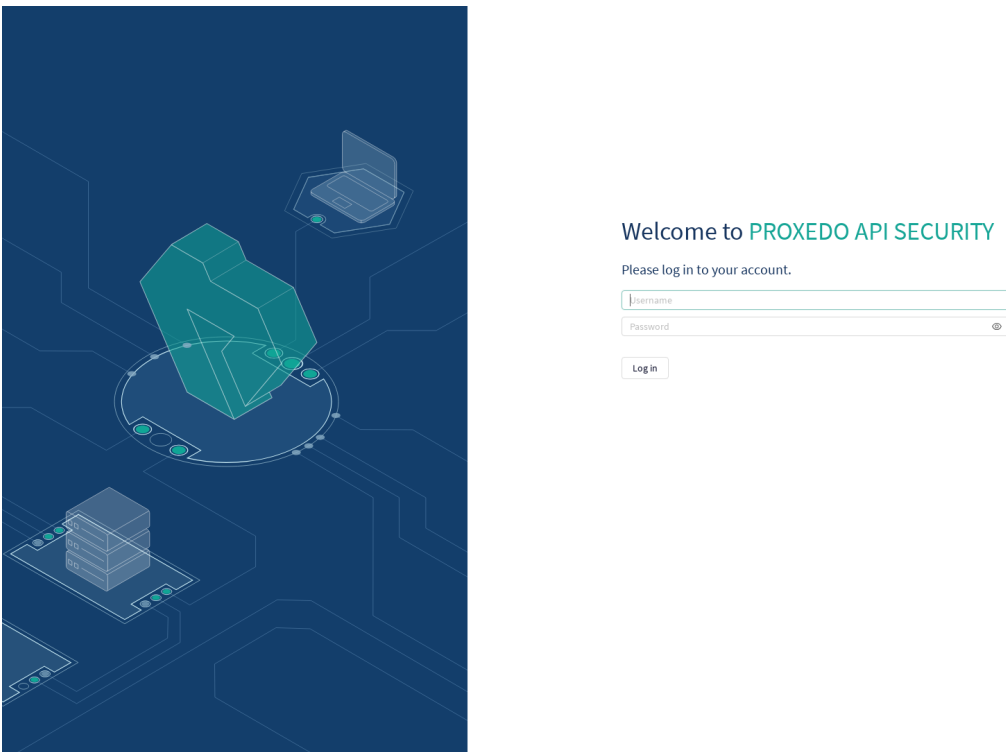 Welcome to PROXEDO API SECURITY
Please log in to your account.
Username
Password
Log in